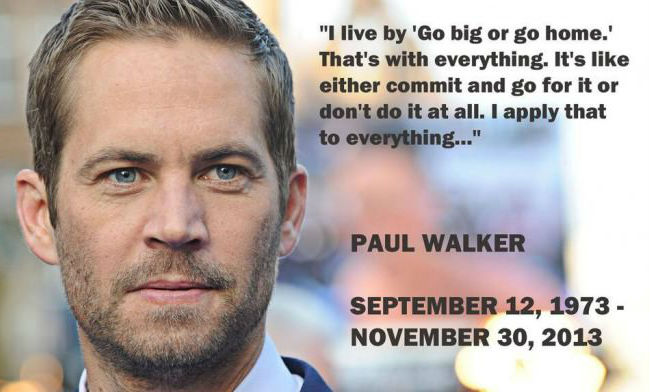 "I live by 'Go big or go home.'
That's with everything. It's like
either commit and go for it or
don't do it at all. I apply that
to everything..."
PAUL WALKER
SEPTEMBER 12, 1973 -
NOVEMBER 30, 2013